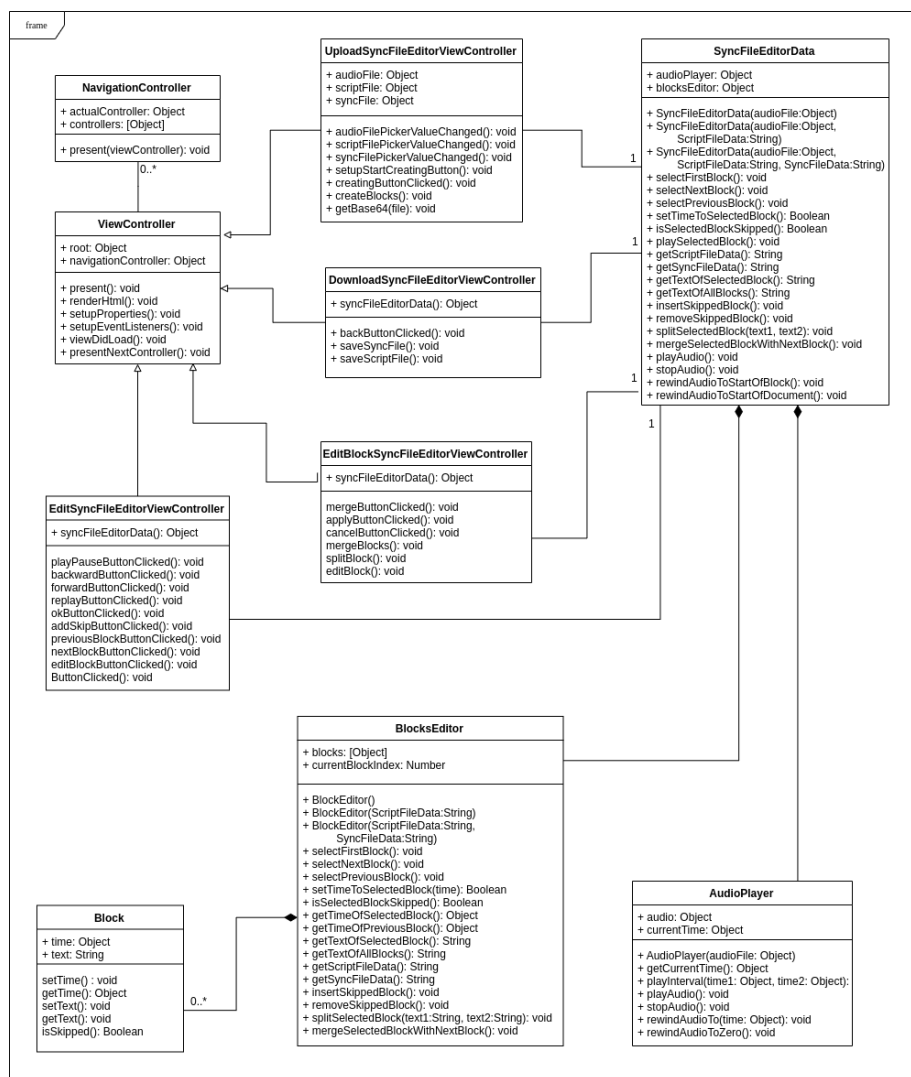 frame
NavigationController
+ actualController: Object
+ controllers: [Object]
+ present(viewController): void
0..*
ViewController
+ root: Object
+ navigationController: Object
+ present(): void
+ renderHtml(): void
+ setupProperties(): void
+ setupEventListeners(): void
+ viewDidLoad(): void
+ presentNextController(): void
UploadSyncFileEditorViewController
+ audioFile: Object
+ scriptFile: Object
+ syncFile: Object
+ audioFilePickerValueChanged(): void
+ scriptFilePickerValueChanged(): void
+ syncFilePickerValueChanged(): void
+ setupStartCreatingButton(): void
+ creatingButtonClicked(): void
+ createBlocks(): void
+ getBase64(file): void
1
DownloadSyncFileEditorViewController
+ syncFileEditorData(): Object
+ backButtonClicked(): void
+ saveSyncFile(): void
+ saveScriptFile(): void
1
SyncFileEditorData
+ audioPlayer: Object
+ blocksEditor: Object
+ SyncFileEditorData(audioFile:Object)
+ SyncFileEditorData(audioFile:Object,
ScriptFileData:String)
+ SyncFileEditorData(audioFile:Object,
ScriptFileData:String, SyncFileData:String)
+ selectFirstBlock(): void
+ selectNextBlock(): void
+ selectPreviousBlock(): void
+ setTimeToSelectedBlock(): Boolean
+ isSelectedBlockSkipped(): Boolean
+ playSelectedBlock(): void
+ getScriptFileData(): String
+ getSyncFileData(): String
+ getTextOfSelectedBlock(): String
+ getTextOfAllBlocks(): String
+ insertSkippedBlock(): void
+ removeSkippedBlock(): void
+ splitSelectedBlock(text1, text2): void
+ mergeSelectedBlockWithNextBlock(): void
+ playAudio(): void
+ stopAudio(): void
+ rewindAudioToStartOfBlock(): void
+ rewindAudioToStartOfDocument(): void
1
1
EditBlockSyncFileEditorViewController
+ syncFileEditorData(): Object
mergeButtonClicked(): void
applyButtonClicked(): void
cancelButtonClicked(): void
mergeBlocks(): void
splitBlock(): void
editBlock(): void
EditSyncFileEditorViewController
+ syncFileEditorData(): Object
playPauseButtonClicked(): void
backwardButtonClicked(): void
forwardButtonClicked(): void
replayButtonClicked(): void
okButtonClicked(): void
addSkipButtonClicked(): void
previousBlockButtonClicked(): void
nextBlockButtonClicked(): void
editBlockButtonClicked(): void
ButtonClicked(): void
BlocksEditor
+ blocks: [Object]
+ currentBlockIndex: Number
+ BlockEditor()
+ BlockEditor(ScriptFileData:String)
+ BlockEditor(ScriptFileData:String,
SyncFileData:String)
+ selectFirstBlock(): void
+ selectNextBlock(): void
+ selectPreviousBlock(): void
+ setTimeToSelectedBlock(time): Boolean
+ isSelectedBlockSkipped(): Boolean
+ getTimeOfSelectedBlock(): Object
+ getTimeOfPreviousBlock(): Object
+ getTextOfSelectedBlock(): String
+ getTextOfAllBlocks(): String
+ getScriptFileData(): String
+ getSyncFileData(): String
+ insertSkippedBlock(): void
+ removeSkippedBlock(): void
+ splitSelectedBlock(text1:String, text2:String): void
+ mergeSelectedBlockWithNextBlock(): void
Block
+ time: Object
+ text: String
setTime() : void
getTime(): Object
setText(): void
getText(): void
isSkipped(): Boolean
0..*
AudioPlayer
+ audio: Object
+ currentTime: Object
+ AudioPlayer(audioFile: Object)
+ getCurrentTime(): Object
+ playInterval(time1: Object, time2: Object):
+ playAudio(): void
+ stopAudio(): void
+ rewindAudioTo(time: Object): void
+ rewindAudioToZero(): void